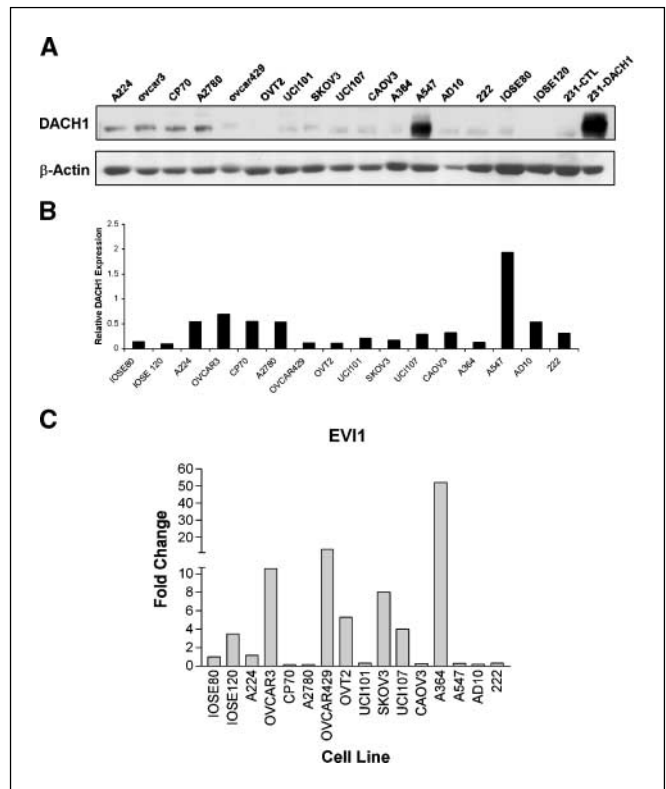 A
A224 ovcar3 CP70 A2780 ovcar429 OVT2 UCI101 SKOV3 UCI107 CAOV3 A364 A547 AD10 222 IOSE80 IOSE120 231-CTL 231-DACH1
DACH1
β-Actin
B
Relative DACH1 Expression
2.5
2
1.5
1
0.5
0
IOSE80 IOSE 120 A224 OVCAR3 CP70 A2780 OVCAR429 OVT2 UCI101 SKOV3 UCI107 CAOV3 A364 A547 AD10 222
C
EVI1
Fold Change
60
50
40
30
20
10
8
6
4
2
0
IOSE80 IOSE120 A224 OVCAR3 CP70 A2780 OVCAR429 OVT2 UCI101 SKOV3 UCI107 CAOV3 A364 A547 AD10 222
Cell Line